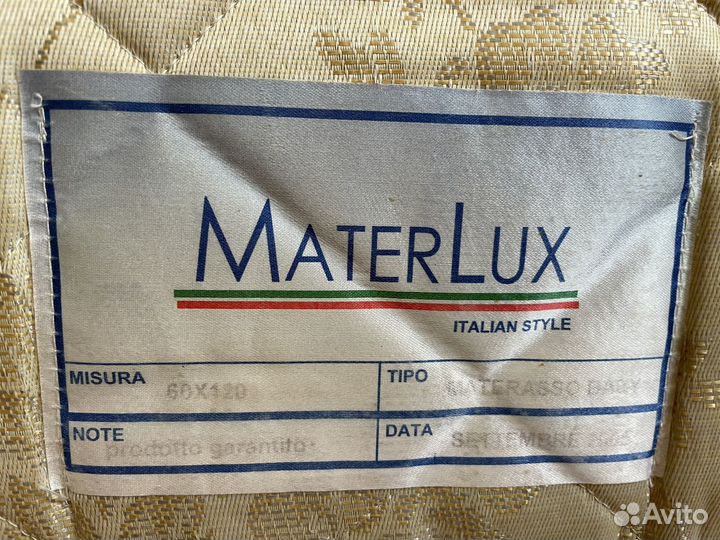 MATERLUX
ITALIAN STYLE
MISURA 60X120 TIPO MATERASSO BABY
NOTE prodotto garantito DATA SETTEMBRE
Avito